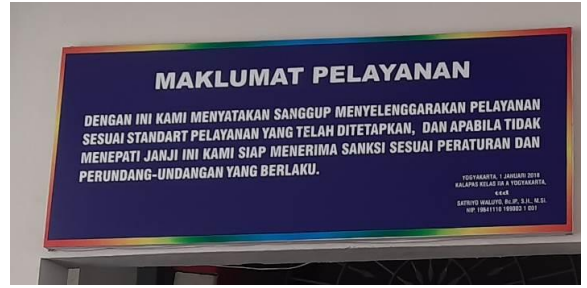 MAKLUMAT PELAYANAN
DENGAN INI KAMI MENYATAKAN SANGGUP MENYELENGGARAKAN PELAYANAN
SESUAI STANDART PELAYANAN YANG TELAH DITETAPKAN, DAN APABILA TIDAK
MENEPATI JANJI INI KAMI SIAP MENERIMA SANKSI SESUAI PERATURAN DAN
PERUNDANG-UNDANGAN YANG BERLAKU.
YOGYAKARTA, 1 JANUARI 2018
KALAPAS KELAS IIA A YOGYAKARTA,
SATRIYO WALUYO, Bc.IP, S.H., M.Si.
NIP.